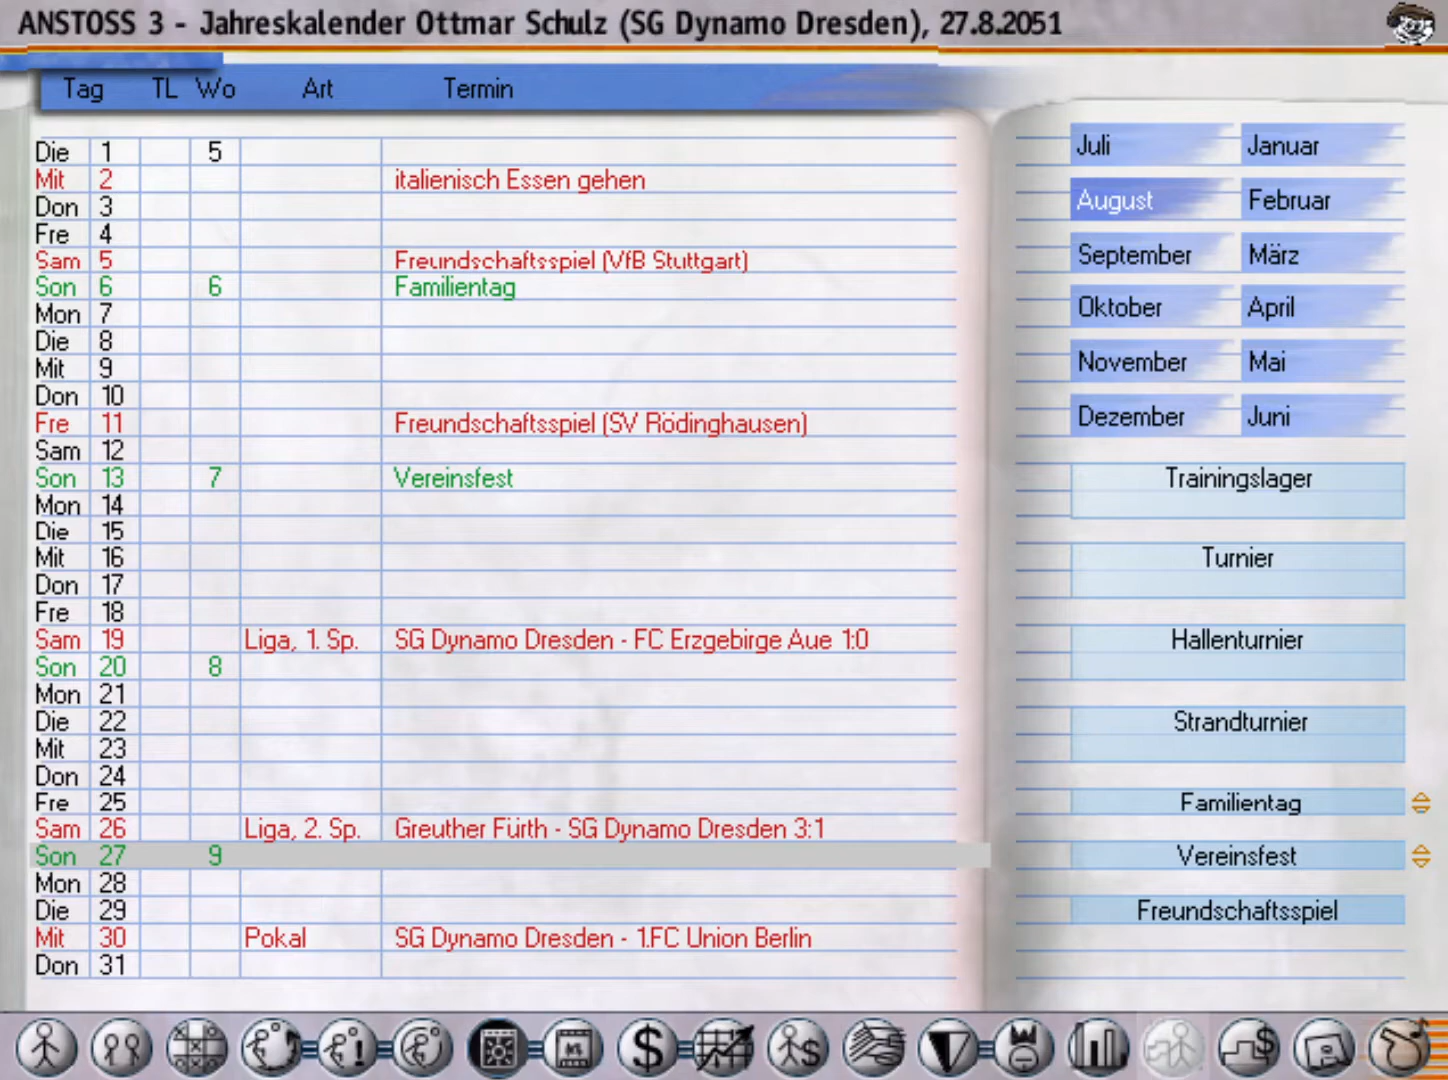 ANSTOSS 3 - Jahreskalender Ottmar Schulz (SG Dynamo Dresden), 27.8.2051
Tag TL Wo Art Termin
Die 1 5
Mit 2 italienisch Essen gehen
Don 3
Fre 4
Sam 5 Freundschaftsspiel (VfB Stuttgart)
Son 6 6 Familientag
Mon 7
Die 8
Mit 9
Don 10
Fre 11 Freundschaftsspiel (SV Rödinghausen)
Sam 12
Son 13 7 Vereinsfest
Mon 14
Die 15
Mit 16
Don 17
Fre 18
Sam 19 Liga, 1. Sp. SG Dynamo Dresden - FC Erzgebirge Aue 1:0
Son 20 8
Mon 21
Die 22
Mit 23
Don 24
Fre 25
Sam 26 Liga, 2. Sp. Greuther Fürth - SG Dynamo Dresden 3:1
Son 27 9
Mon 28
Die 29
Mit 30 Pokal SG Dynamo Dresden - 1.FC Union Berlin
Don 31
Juli Januar
August Februar
September März
Oktober April
November Mai
Dezember Juni
Trainingslager
Turnier
Hallenturnier
Strandturnier
Familientag
Vereinsfest
Freundschaftsspiel